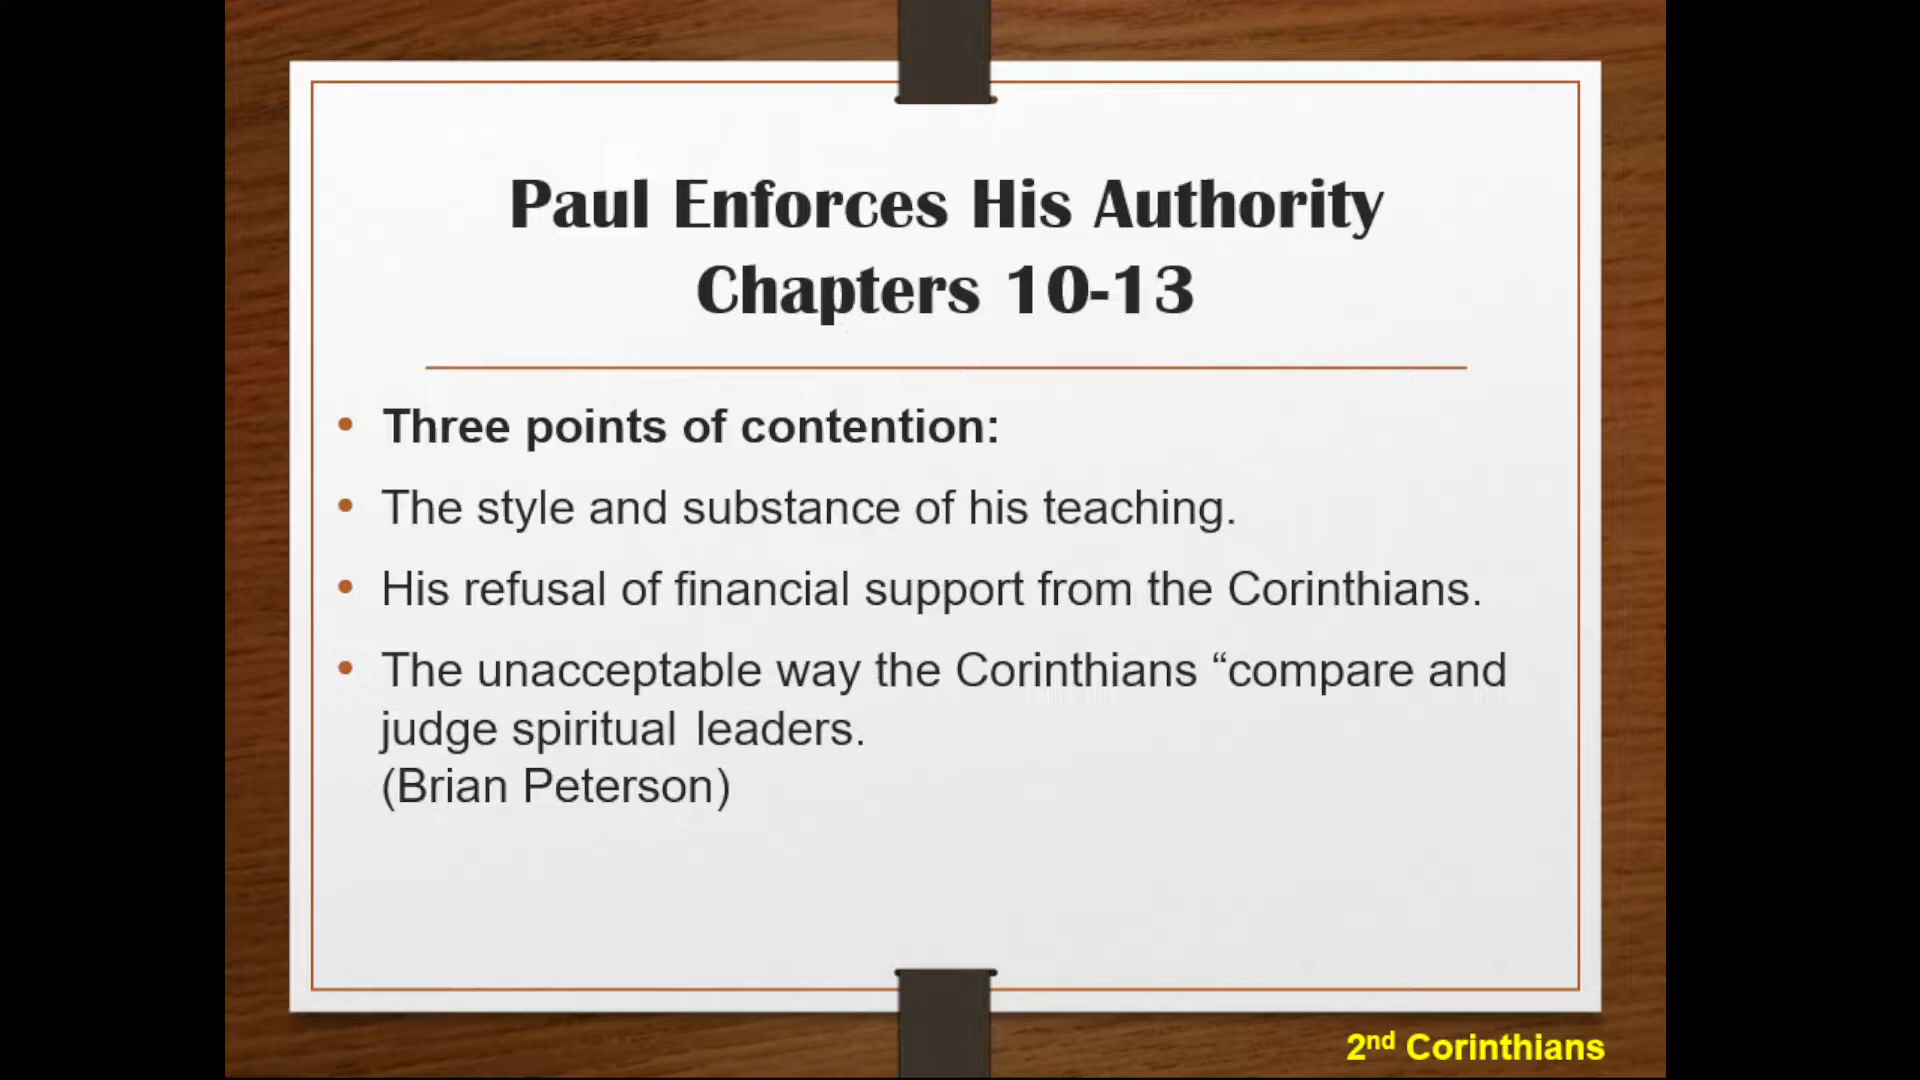 Paul Enforces His Authority
Chapters 10-13
• Three points of contention:
• The style and substance of his teaching.
• His refusal of financial support from the Corinthians.
• The unacceptable way the Corinthians “compare and
judge spiritual leaders.
(Brian Peterson)
2nd Corinthians